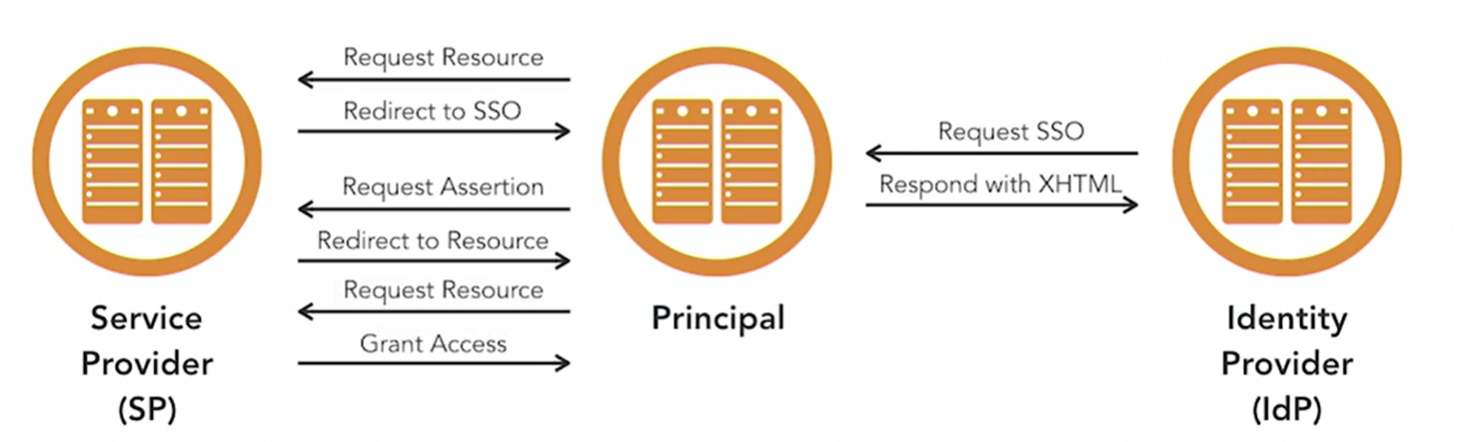 Request Resource
Redirect to SSO
Request Assertion
Redirect to Resource
Request Resource
Grant Access
Request SSO
Respond with XHTML
Service
Provider
(SP)
Principal
Identity
Provider
(IdP)